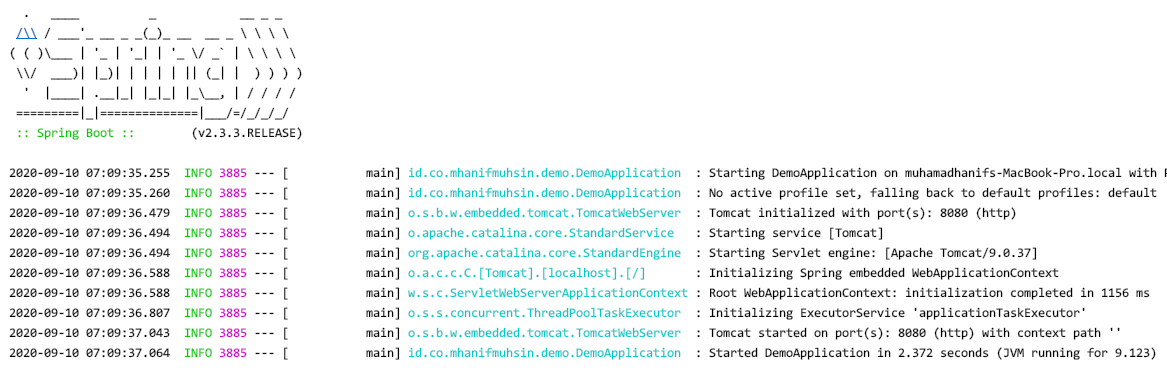 .   ____          _            __ _ _
 /\\ / ___'_ __ _ _(_)_ __  __ _ \ \ \ \
( ( )\___ | '_ | '_| | '_ \/ _` | \ \ \ \
 \\/  ___)| |_)| | | | | || (_| |  ) ) ) )
  '  |____| .__|_| |_|_| |_\__, | / / / /
 =========|_|==============|___/=/_/_/_/
 :: Spring Boot ::        (v2.3.3.RELEASE)
2020-09-10 07:09:35.255  INFO 3885 --- [           main] id.co.mhanifmuhsin.demo.DemoApplication  : Starting DemoApplication on muhamadhanifs-MacBook-Pro.local with
2020-09-10 07:09:35.260  INFO 3885 --- [           main] id.co.mhanifmuhsin.demo.DemoApplication  : No active profile set, falling back to default profiles: default
2020-09-10 07:09:36.479  INFO 3885 --- [           main] o.s.b.w.embedded.tomcat.TomcatWebServer  : Tomcat initialized with port(s): 8080 (http)
2020-09-10 07:09:36.494  INFO 3885 --- [           main] o.apache.catalina.core.StandardService   : Starting service [Tomcat]
2020-09-10 07:09:36.494  INFO 3885 --- [           main] org.apache.catalina.core.StandardEngine  : Starting Servlet engine: [Apache Tomcat/9.0.37]
2020-09-10 07:09:36.588  INFO 3885 --- [           main] o.a.c.c.C.[Tomcat].[localhost].[/]       : Initializing Spring embedded WebApplicationContext
2020-09-10 07:09:36.588  INFO 3885 --- [           main] w.s.c.ServletWebServerApplicationContext : Root WebApplicationContext: initialization completed in 1156 ms
2020-09-10 07:09:36.807  INFO 3885 --- [           main] o.s.s.concurrent.ThreadPoolTaskExecutor  : Initializing ExecutorService 'applicationTaskExecutor'
2020-09-10 07:09:37.043  INFO 3885 --- [           main] o.s.b.w.embedded.tomcat.TomcatWebServer  : Tomcat started on port(s): 8080 (http) with context path ''
2020-09-10 07:09:37.064  INFO 3885 --- [           main] id.co.mhanifmuhsin.demo.DemoApplication  : Started DemoApplication in 2.372 seconds (JVM running for 9.123)